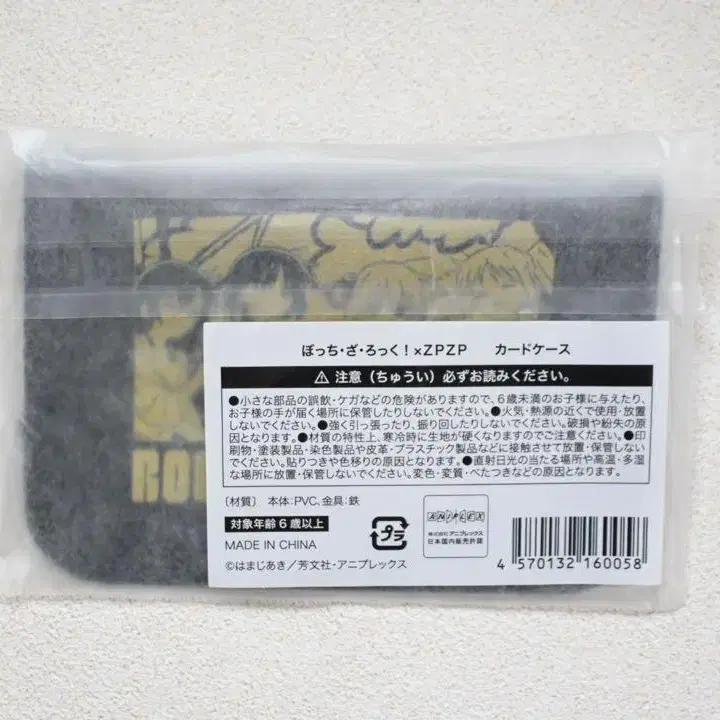 ぼっち・ざ・ろっく！×ZPZP　カードケース
⚠ 注意（ちゅうい）必ずお読みください。
●小さな部品の誤飲・ケガなどの危険がありますので、6歳未満のお子様に与えたり、
お子様の手が届く場所に保管したりしないでください。●火気・熱源の近くで使用・放置
しないでください。●強く引っ張ったり、振り回したりしないでください。破損や紛失の原
因となります。●材質の特性上、寒冷時に生地が硬くなりますのでご注意ください。●印
刷物・塗装製品・染色製品や皮革・プラスチック製品などに接触させて放置・保管しない
でください。貼りつきや色移りの原因となります。●直射日光の当たる場所や高温・多湿
な場所に放置・保管しないでください。変色・変質・べたつきなどの原因となります。
［材質］ 本体：PVC、金具：鉄
対象年齢6歳以上
MADE IN CHINA
©はまじあき／芳文社・アニプレックス
プラ
ANIPLEX
株式会社アニプレックス
日本国内販売許諾
4 570132 160058